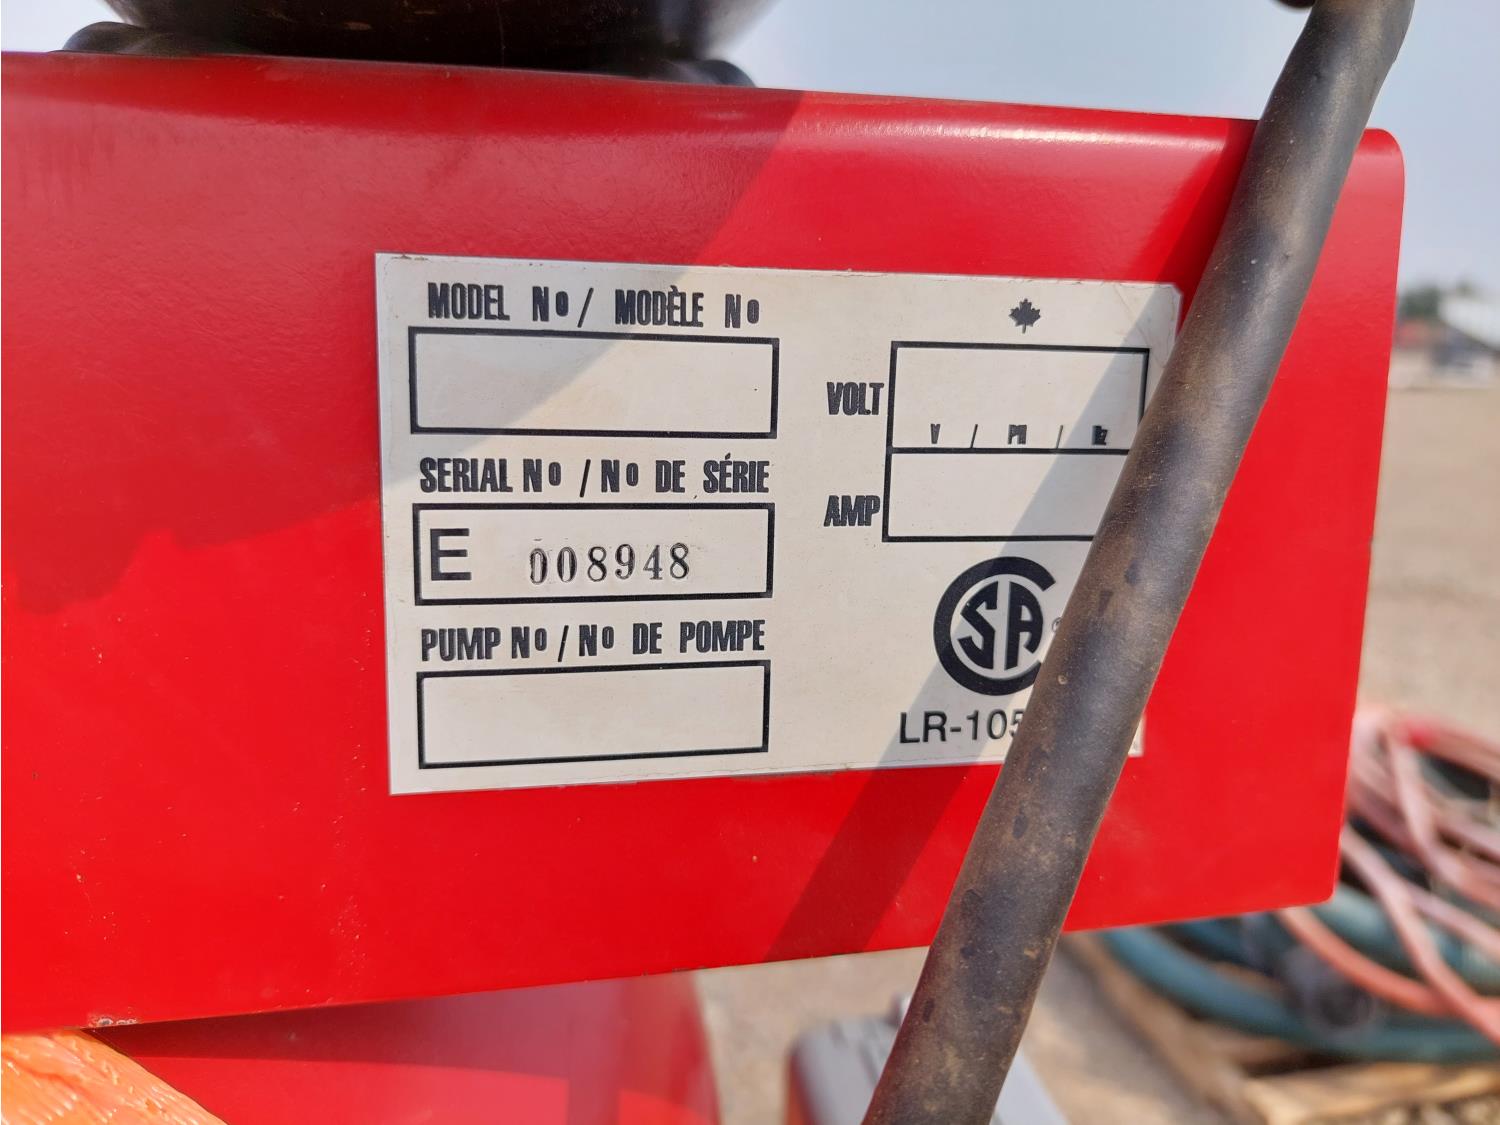 MODEL No / MODÈLE No
SERIAL No / No DE SÉRIE
E 008948
PUMP No / No DE POMPE
VOLT
V / PH / Hz
AMP
CSA
LR-105